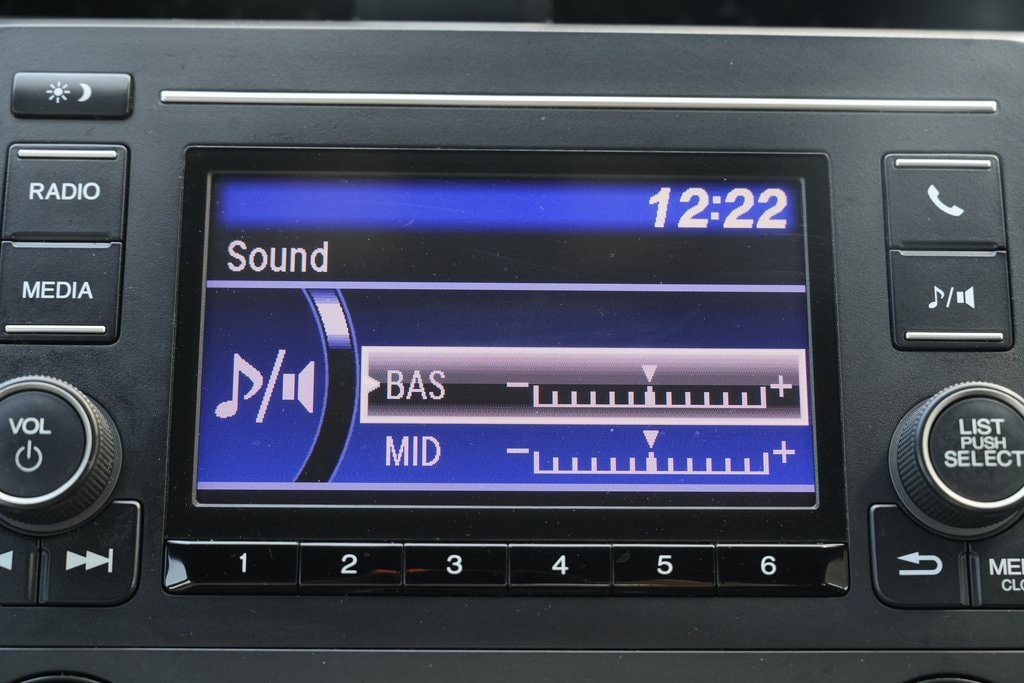 RADIO
MEDIA
VOL
12:22
Sound
BAS − +
MID − +
1 2 3 4 5 6
LIST
PUSH
SELECT